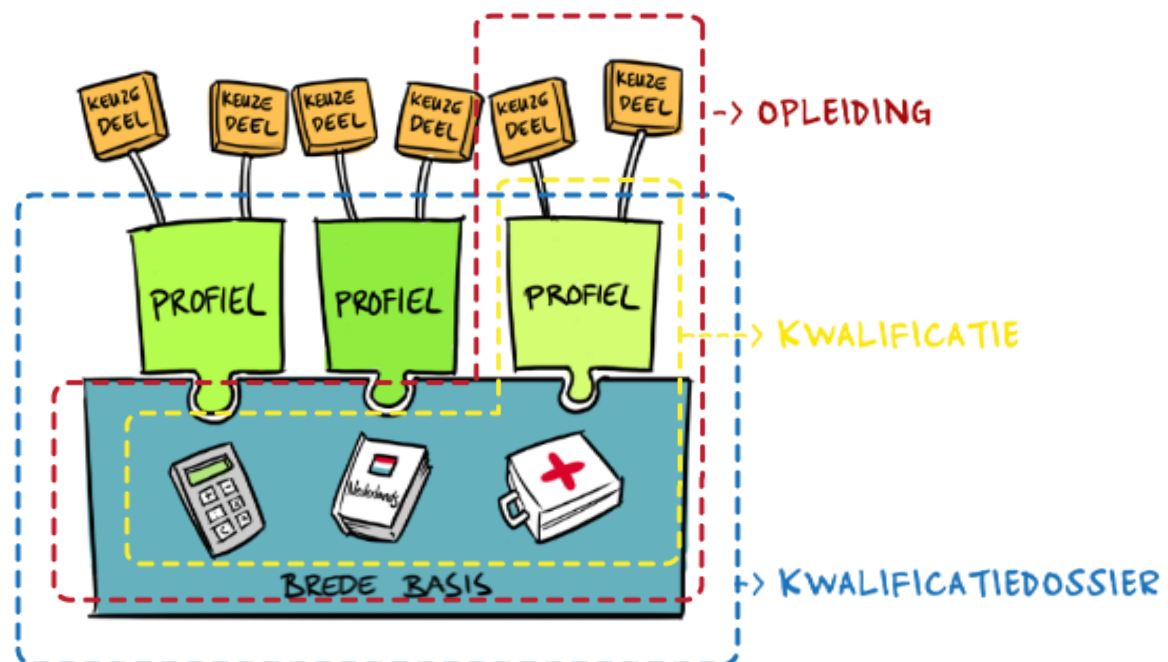 KEUZE
DEEL
KEUZE
DEEL
KEUZE
DEEL
KEUZE
DEEL
KEUZE
DEEL
KEUZE
DEEL
OPLEIDING
PROFIEL
PROFIEL
PROFIEL
KWALIFICATIE
Nederlands
BREDE BASIS
KWALIFICATIEDOSSIER